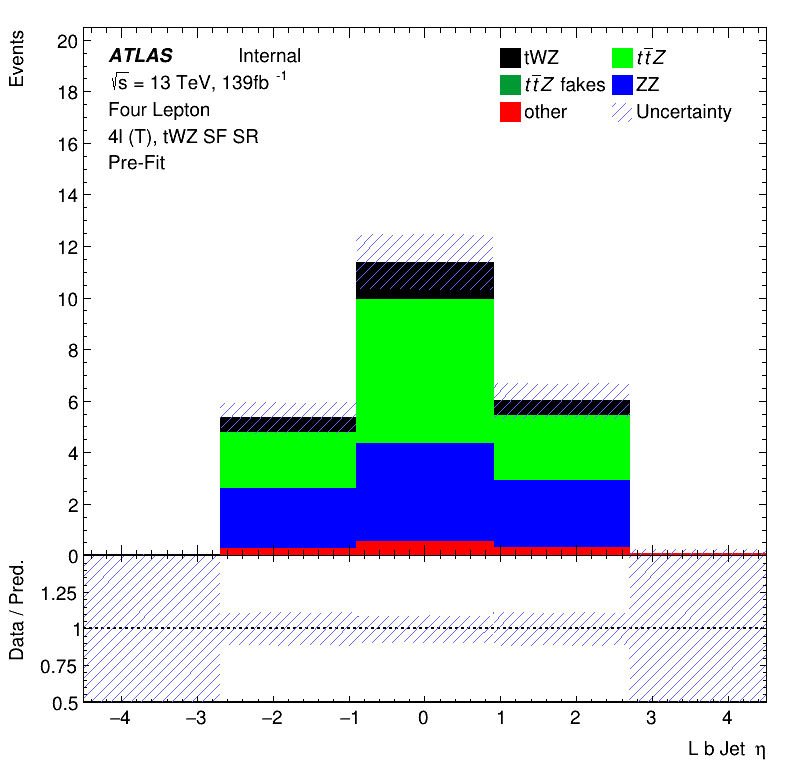 Events
20
18
16
14
12
10
8
6
4
2
0
ATLAS Internal
√s = 13 TeV, 139fb⁻¹
Four Lepton
4l (T), tWZ SF SR
Pre-Fit
tWZ
tt̄Z
tt̄Z fakes
ZZ
other
Uncertainty
Data / Pred.
1.25
1
0.75
0.5
−4 −3 −2 −1 0 1 2 3 4
L b Jet η